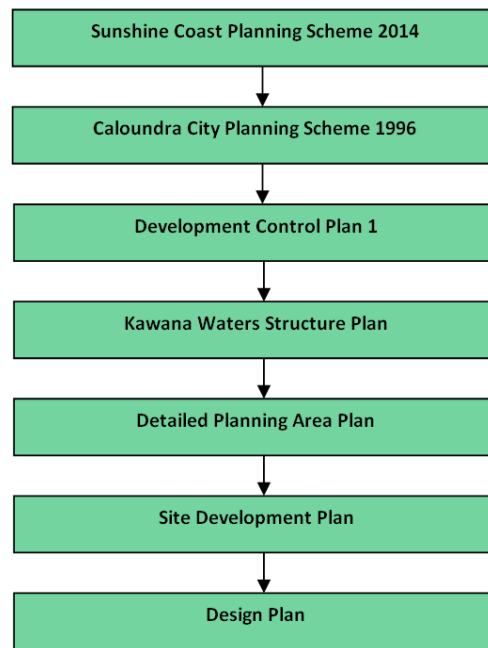 Sunshine Coast Planning Scheme 2014
Caloundra City Planning Scheme 1996
Development Control Plan 1
Kawana Waters Structure Plan
Detailed Planning Area Plan
Site Development Plan
Design Plan